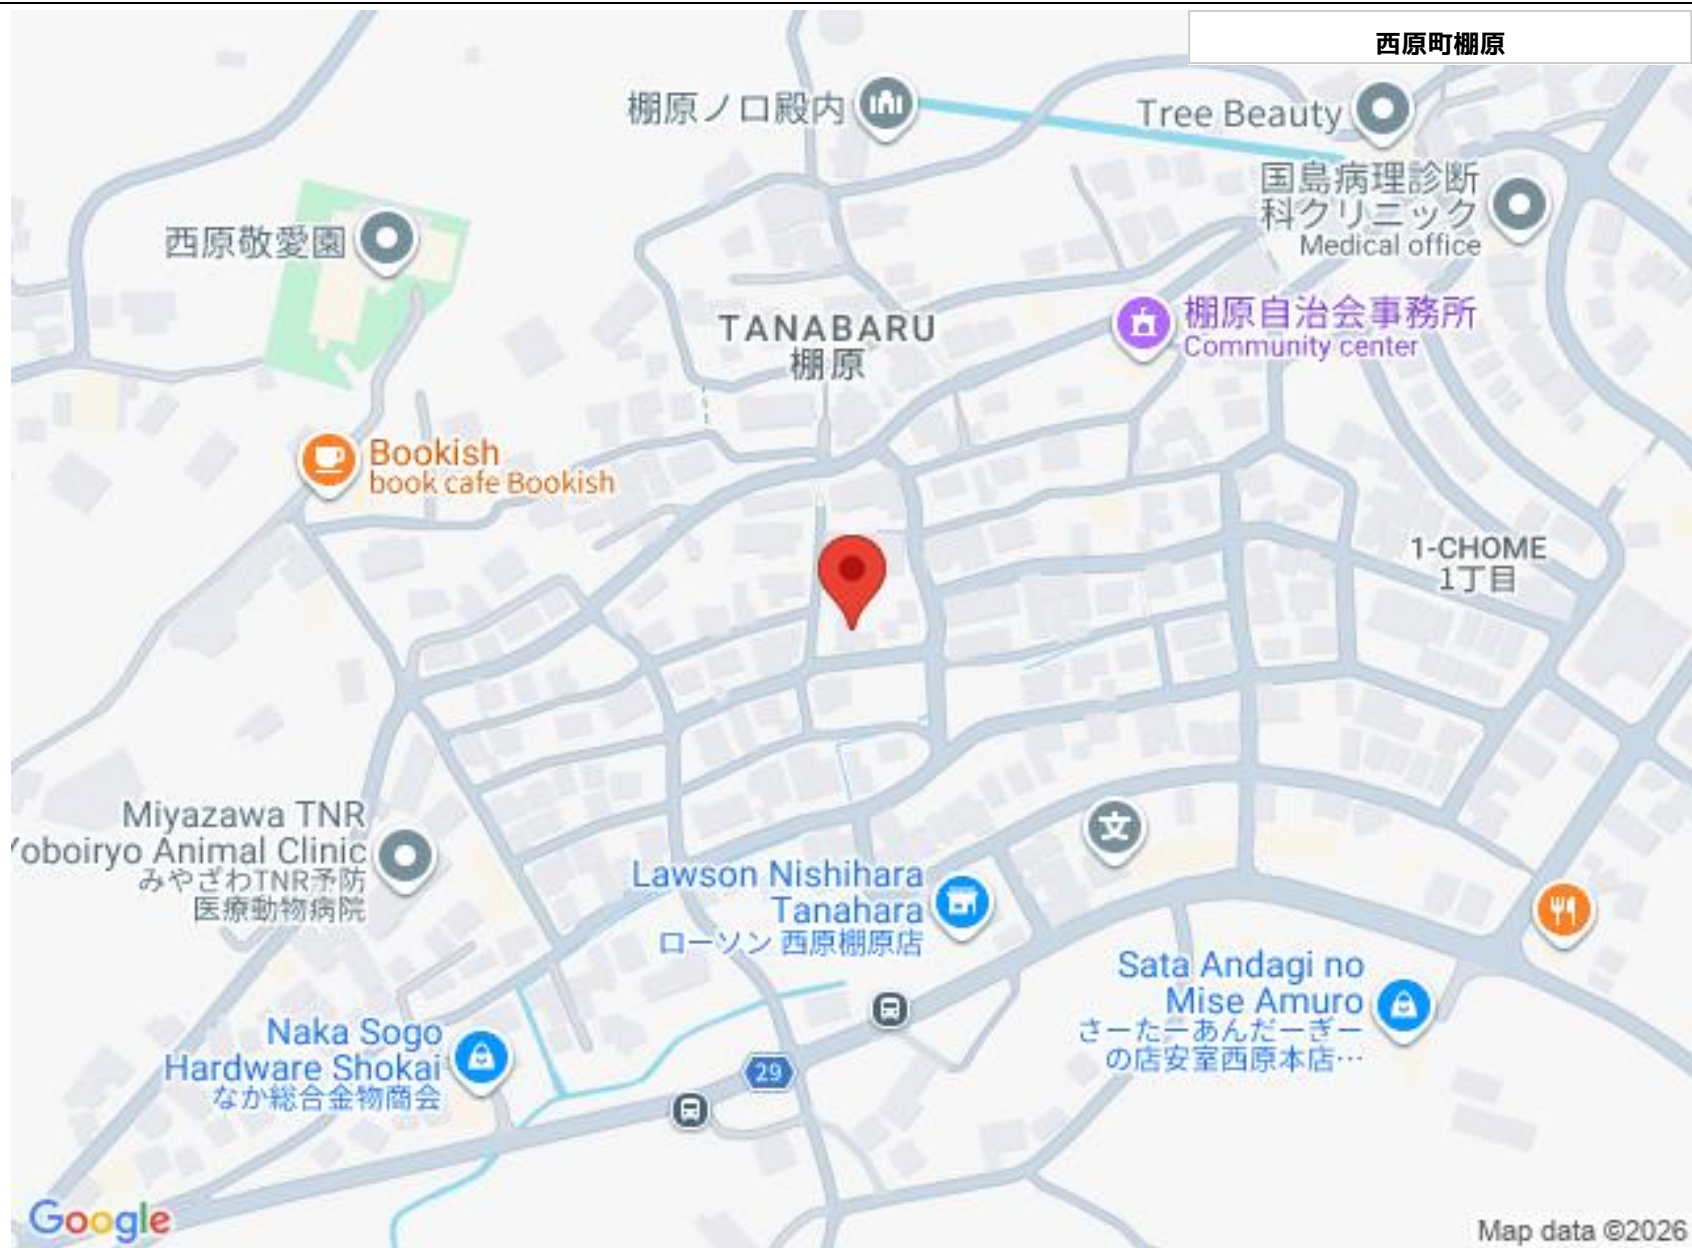 西原町棚原
棚原ノロ殿内
Tree Beauty
国島病理診断
科クリニック
Medical office
西原敬愛園
棚原自治会事務所
Community center
TANABARU
棚原
Bookish
book cafe Bookish
1-CHOME
1丁目
Miyazawa TNR
Yoboiryo Animal Clinic
みやざわTNR予防
医療動物病院
文
Lawson Nishihara
Tanahara
ローソン 西原棚原店
Sata Andagi no
Mise Amuro
さーたーあんだーぎー
の店安室西原本店…
Naka Sogo
Hardware Shokai
なか総合金物商会
29
Google
Map data ©2026